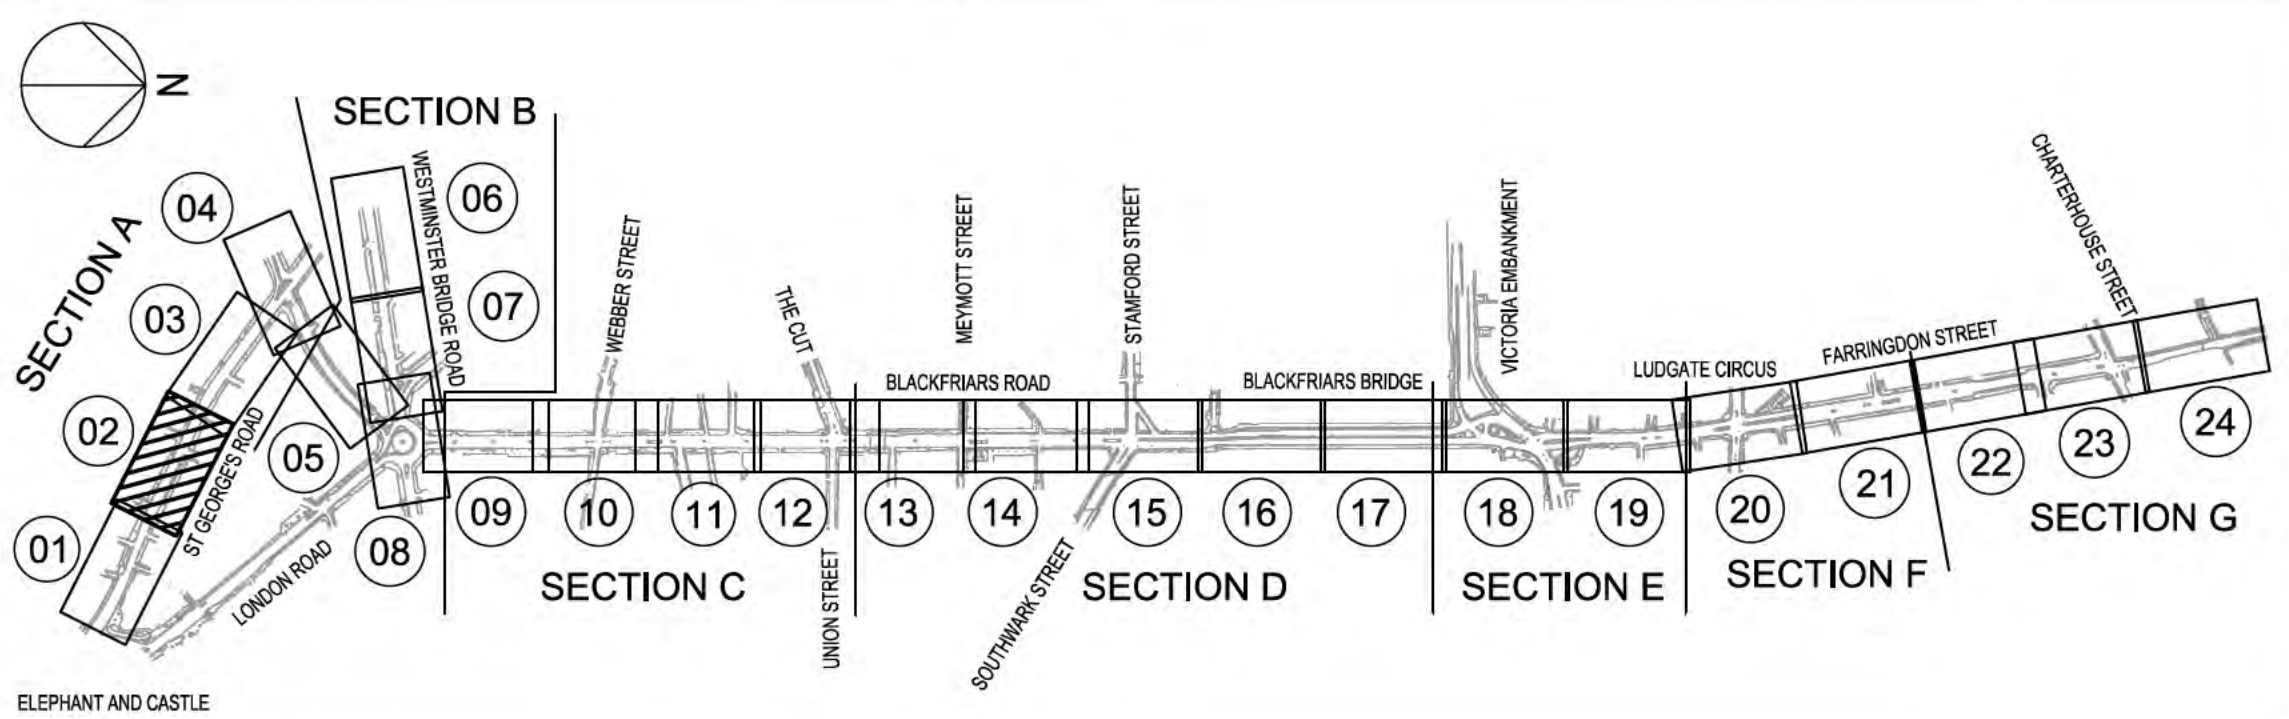 N
SECTION A
SECTION B
WESTMINSTER BRIDGE ROAD
04
06
03
07
02
ST GEORGE'S ROAD
05
01
08
LONDON ROAD
ELEPHANT AND CASTLE
WEBBER STREET
THE CUT
09
10
11
12
SECTION C
UNION STREET
MEYMOTT STREET
STAMFORD STREET
BLACKFRIARS ROAD
BLACKFRIARS BRIDGE
13
14
15
16
17
SOUTHWARK STREET
SECTION D
VICTORIA EMBANKMENT
18
19
SECTION E
LUDGATE CIRCUS
20
21
SECTION F
FARRINGDON STREET
CHARTERHOUSE STREET
22
23
24
SECTION G